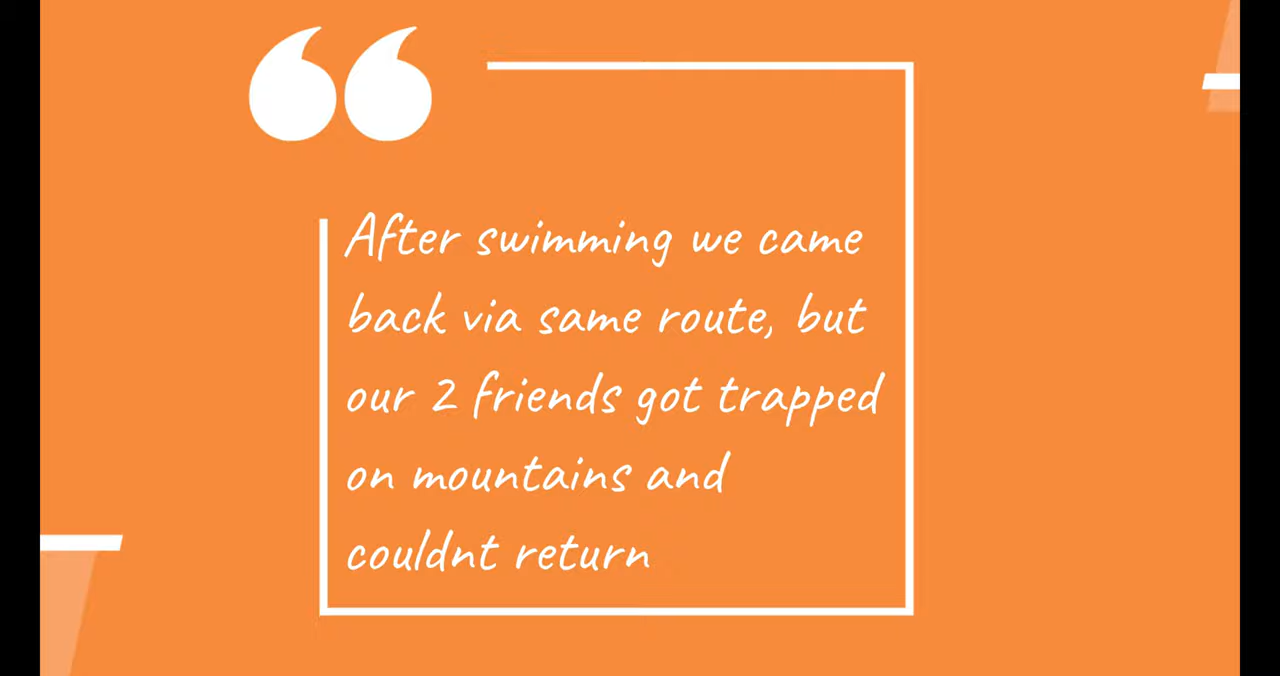 After swimming we came
back via same route, but
our 2 friends got trapped
on mountains and
couldnt return